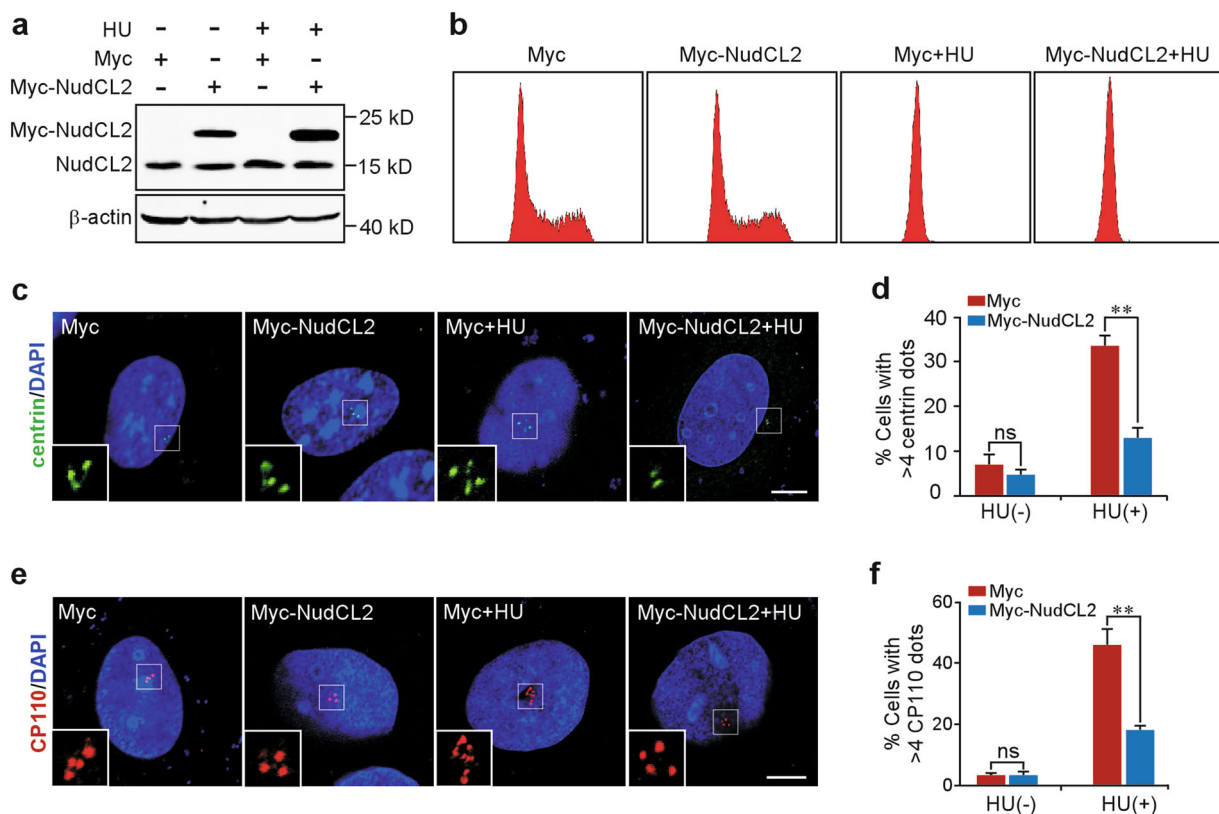 a
HU - - + +
Myc + - + -
Myc-NudCL2 - + - +
Myc-NudCL2
NudCL2
β-actin
25 kD
15 kD
40 kD
b
Myc Myc-NudCL2 Myc+HU Myc-NudCL2+HU
c
centrin/DAPI
Myc Myc-NudCL2 Myc+HU Myc-NudCL2+HU
d
Myc
Myc-NudCL2
% Cells with
>4 centrin dots
40
30
20
10
0
ns
**
HU(-) HU(+)
e
CP110/DAPI
Myc Myc-NudCL2 Myc+HU Myc-NudCL2+HU
f
Myc
Myc-NudCL2
% Cells with
>4 CP110 dots
60
40
20
0
ns
**
HU(-) HU(+)